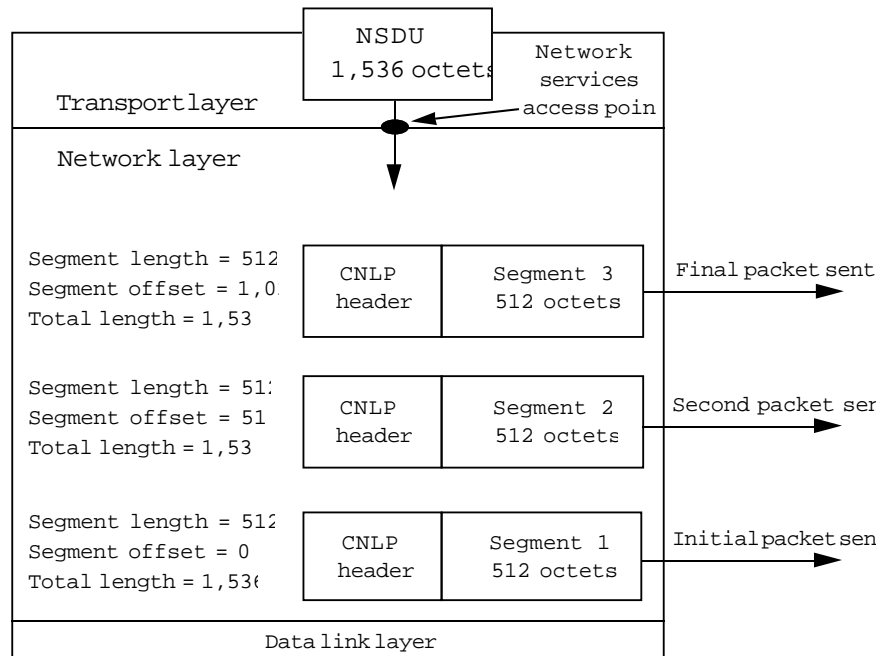 NSDU
1,536 octets
Network
services
access poin
Transport layer
Network layer
Segment length = 512
Segment offset = 1,0
Total length = 1,53
CNLP
header
Segment 3
512 octets
Final packet sent
Segment length = 51
Segment offset = 51
Total length = 1,53
CNLP
header
Segment 2
512 octets
Second packet sen
Segment length = 512
Segment offset = 0
Total length = 1,536
CNLP
header
Segment 1
512 octets
Initial packet sen
Data link layer